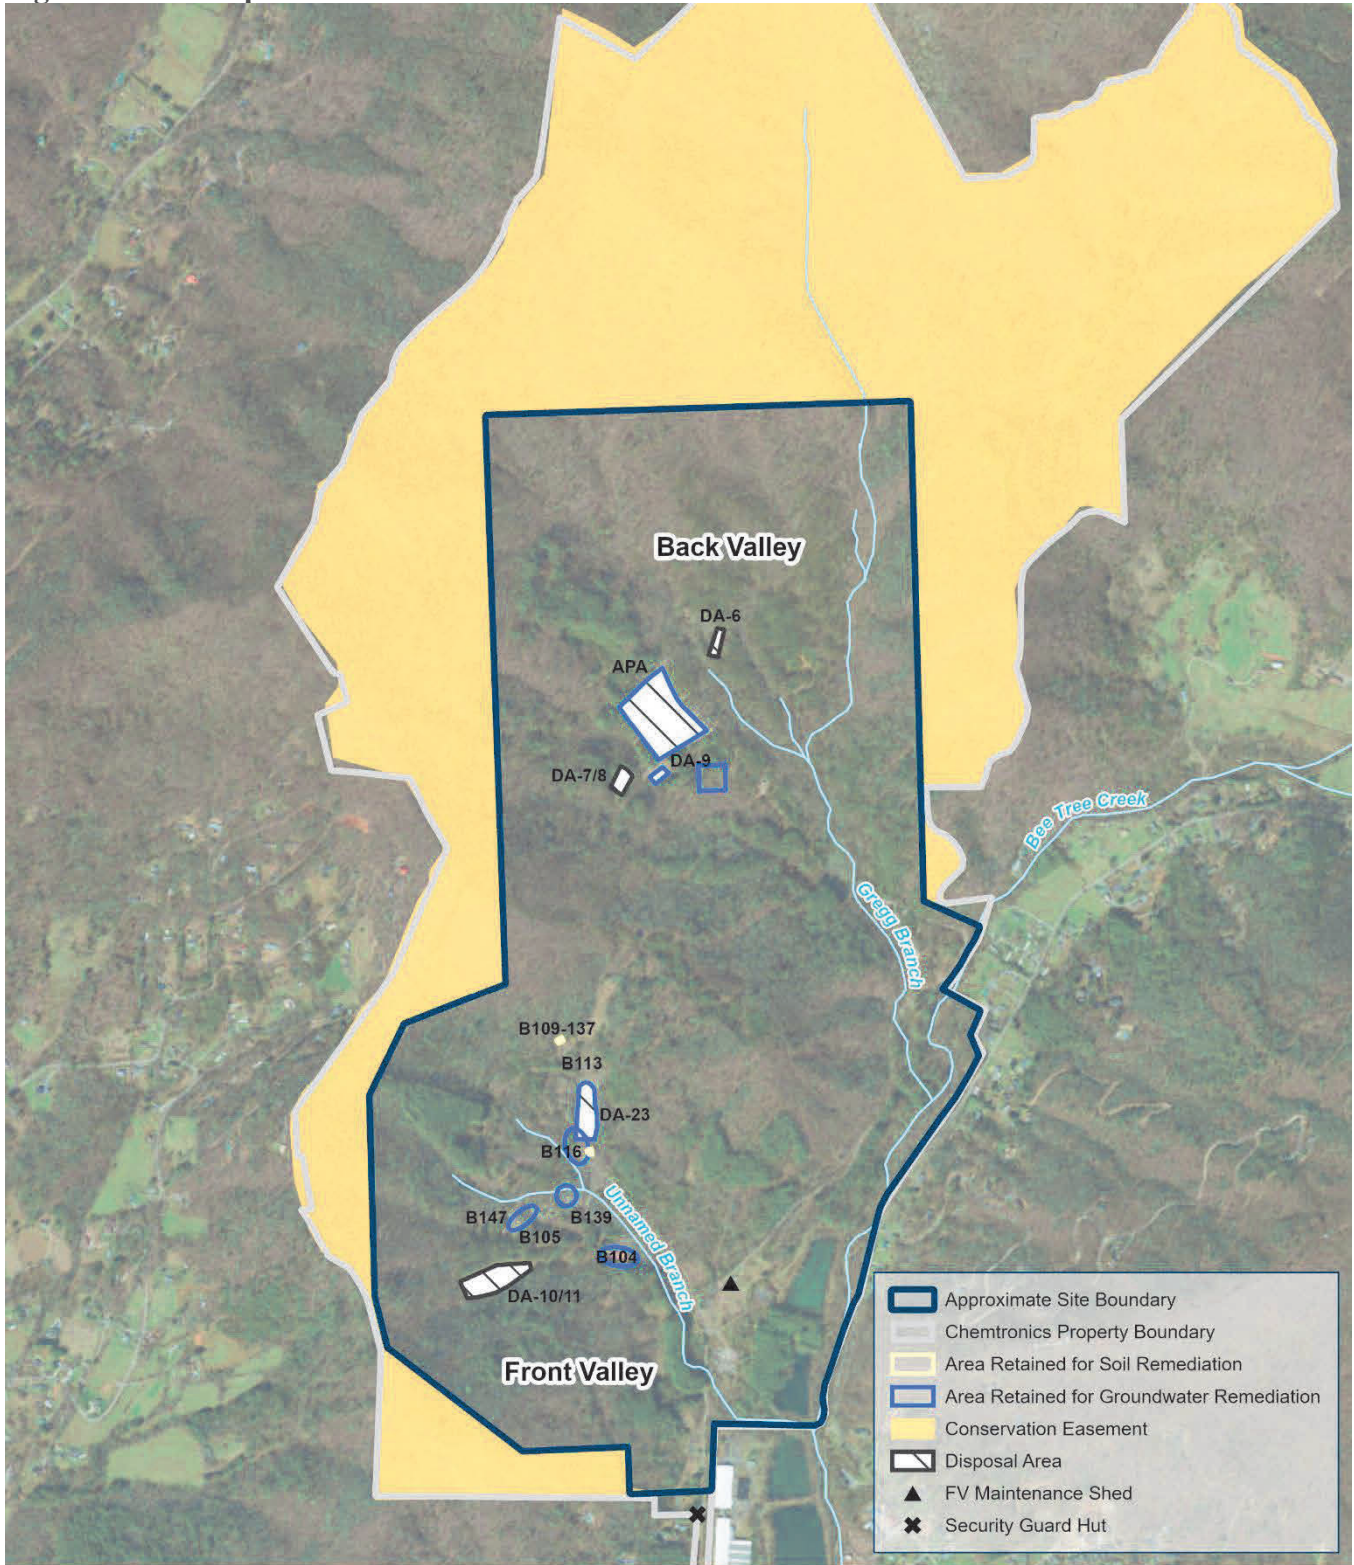 Back Valley
DA-6
APA
DA-9
DA-7/8
Bee Tree Creek
Gregg Branch
B109-137
B113
DA-23
B116
Unnamed Branch
B147
B139
B105
B104
DA-10/11
Front Valley
Approximate Site Boundary
Chemtronics Property Boundary
Area Retained for Soil Remediation
Area Retained for Groundwater Remediation
Conservation Easement
Disposal Area
FV Maintenance Shed
Security Guard Hut